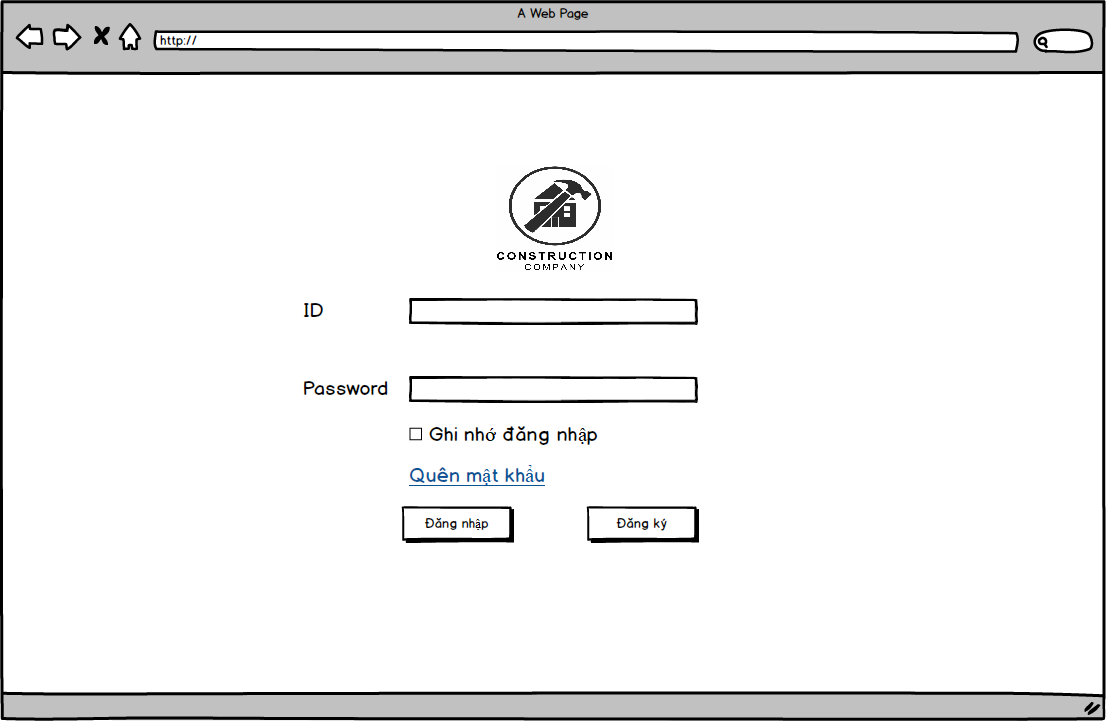 A Web Page
http://
CONSTRUCTION
COMPANY
ID
Password
Ghi nhớ đăng nhập
Quên mật khẩu
Đăng nhập
Đăng ký